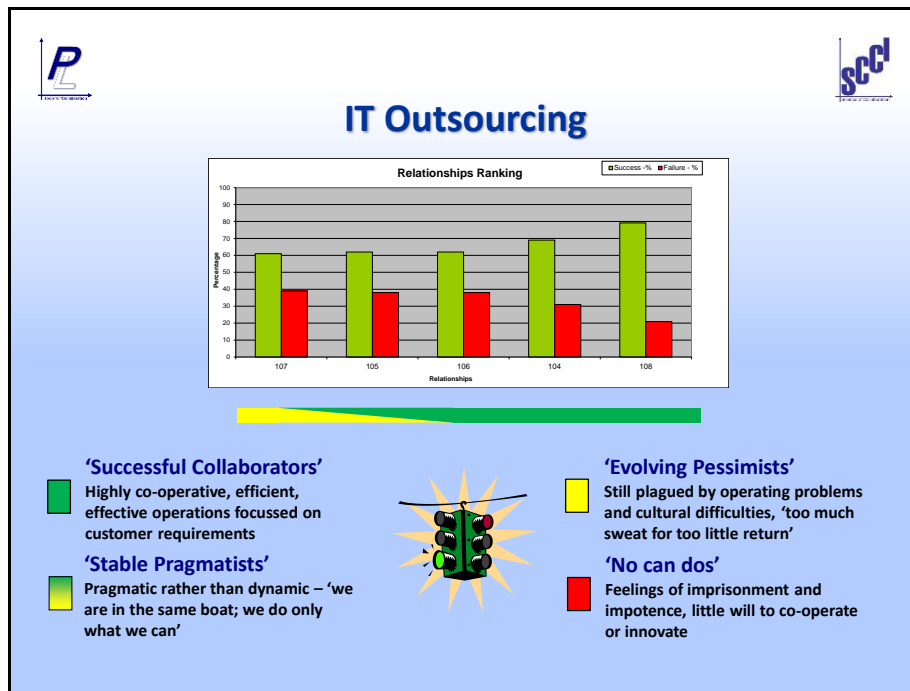 PL
SCCI
IT Outsourcing
Relationships Ranking
Success -% Failure - %
Percentage
100
90
80
70
60
50
40
30
20
10
0
107 105 106 104 108
Relationships
‘Successful Collaborators’
Highly co-operative, efficient,
effective operations focussed on
customer requirements
‘Stable Pragmatists’
Pragmatic rather than dynamic – ‘we
are in the same boat; we do only
what we can’
‘Evolving Pessimists’
Still plagued by operating problems
and cultural difficulties, ‘too much
sweat for too little return’
‘No can dos’
Feelings of imprisonment and
impotence, little will to co-operate
or innovate